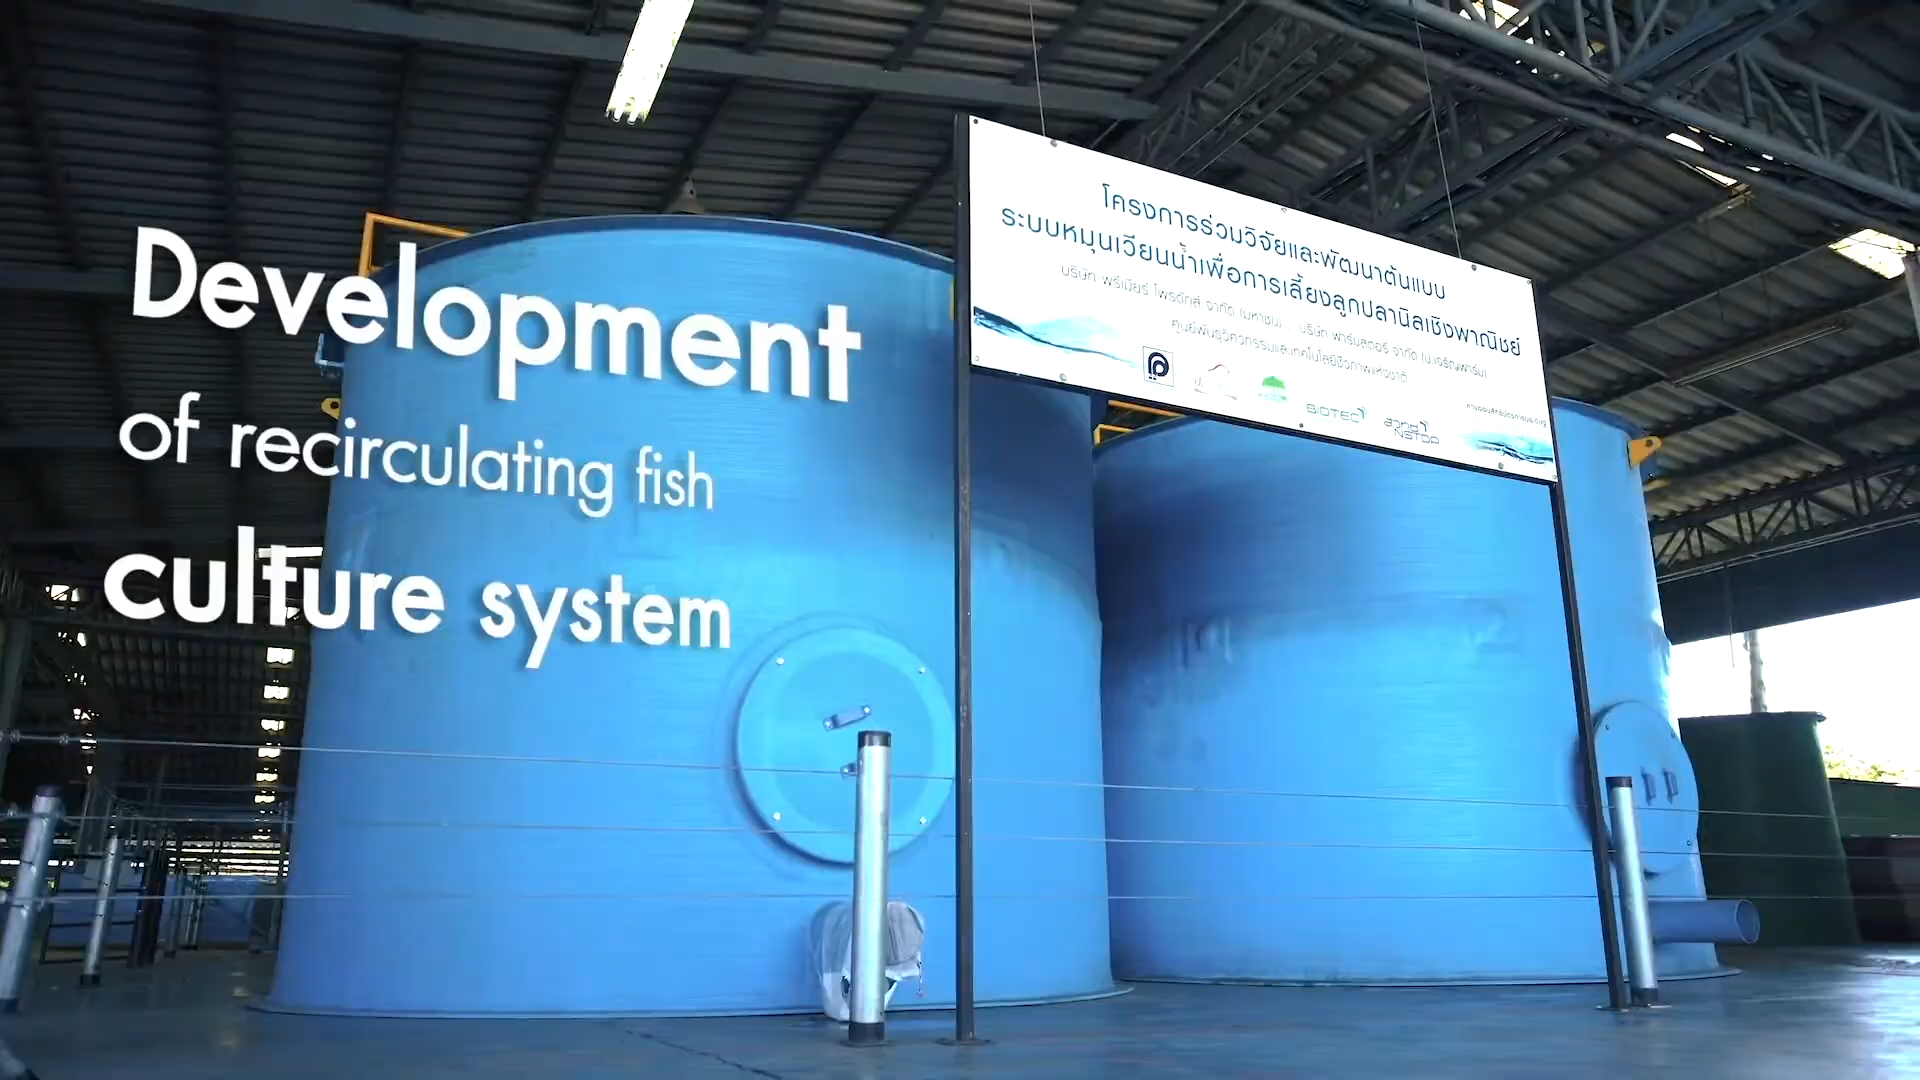 Development
of recirculating fish
culture system
โครงการร่วมวิจัยและพัฒนาต้นแบบ
ระบบหมุนเวียนน้ำเพื่อการเลี้ยงลูกปลานิลเชิงพาณิชย์
บริษัท พรีเมียร์ โพรดักส์ จำกัด (มหาชน) บริษัท ฟาร์มสตอรี่ จำกัด (น.เจริญฟาร์ม)
ศูนย์พันธุวิศวกรรมและเทคโนโลยีชีวภาพแห่งชาติ
BIOTEC
สวทช
NSTDA